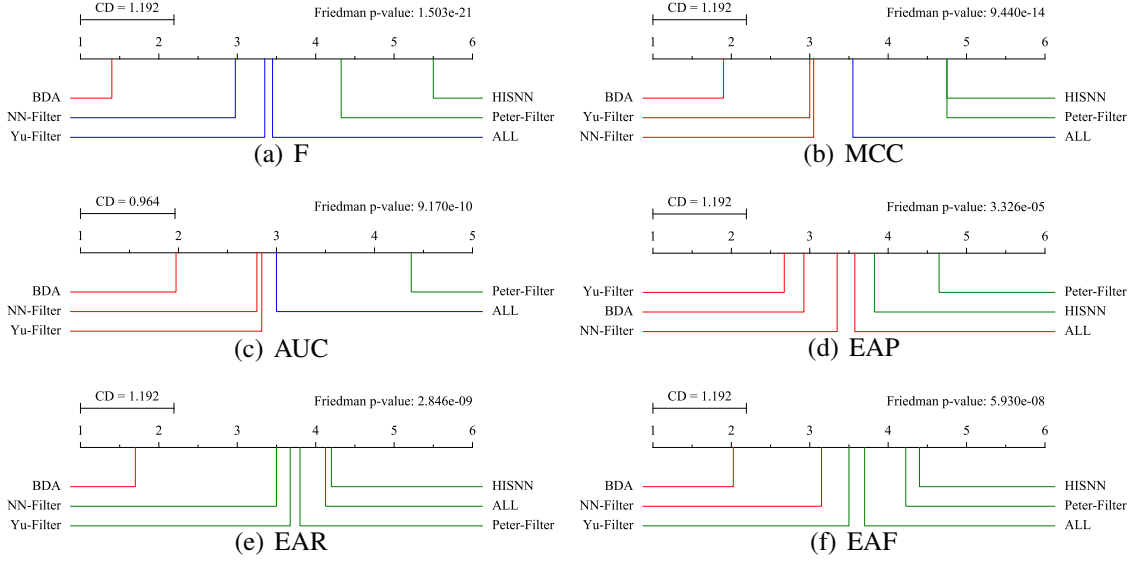 CD = 1.192
Friedman p-value: 1.503e-21
1 2 3 4 5 6
BDA
HISNN
NN-Filter
Peter-Filter
Yu-Filter
ALL
(a) F
CD = 1.192
Friedman p-value: 9.440e-14
1 2 3 4 5 6
BDA
HISNN
Yu-Filter
Peter-Filter
NN-Filter
ALL
(b) MCC
CD = 0.964
Friedman p-value: 9.170e-10
1 2 3 4 5
BDA
Peter-Filter
NN-Filter
ALL
Yu-Filter
(c) AUC
CD = 1.192
Friedman p-value: 3.326e-05
1 2 3 4 5 6
Yu-Filter
Peter-Filter
BDA
HISNN
NN-Filter
ALL
(d) EAP
CD = 1.192
Friedman p-value: 2.846e-09
1 2 3 4 5 6
BDA
HISNN
NN-Filter
ALL
Yu-Filter
Peter-Filter
(e) EAR
CD = 1.192
Friedman p-value: 5.930e-08
1 2 3 4 5 6
BDA
HISNN
NN-Filter
Peter-Filter
Yu-Filter
ALL
(f) EAF